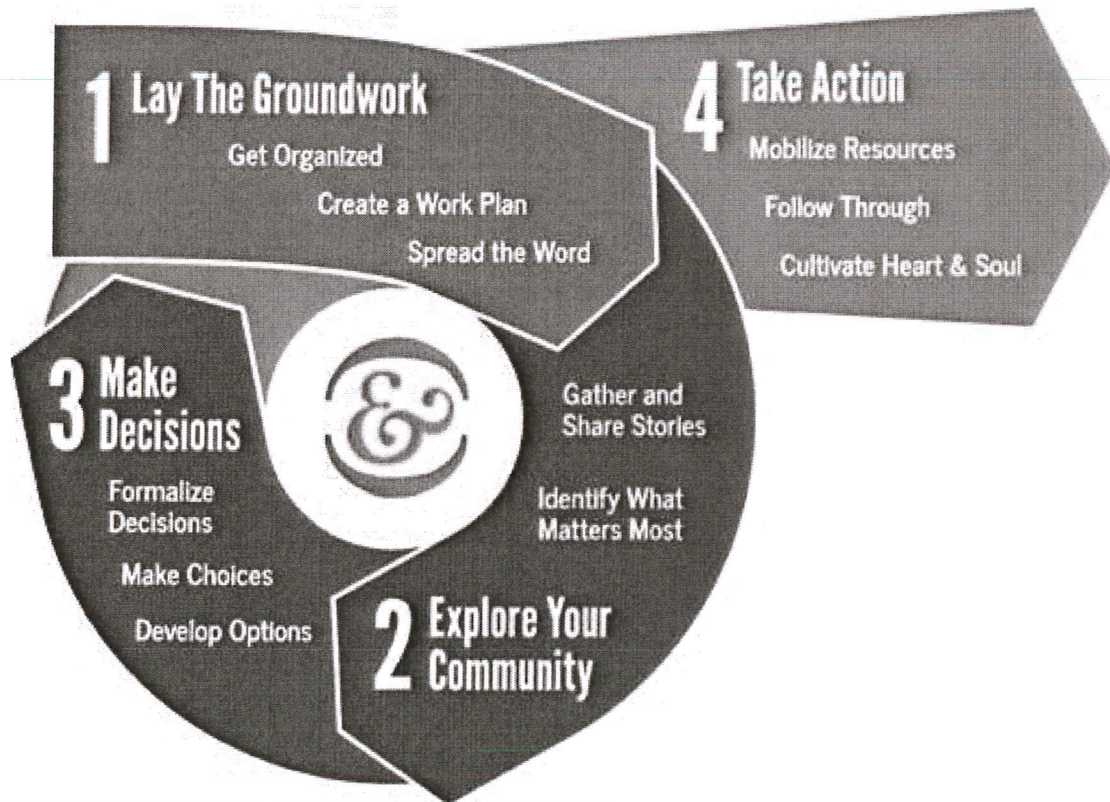 1 Lay The Groundwork
Get Organized
Create a Work Plan
Spread the Word
Gather and
Share Stories
Identify What
Matters Most
2 Explore Your
Community
3 Make
Decisions
Formalize
Decisions
Make Choices
Develop Options
4 Take Action
Mobilize Resources
Follow Through
Cultivate Heart & Soul
&